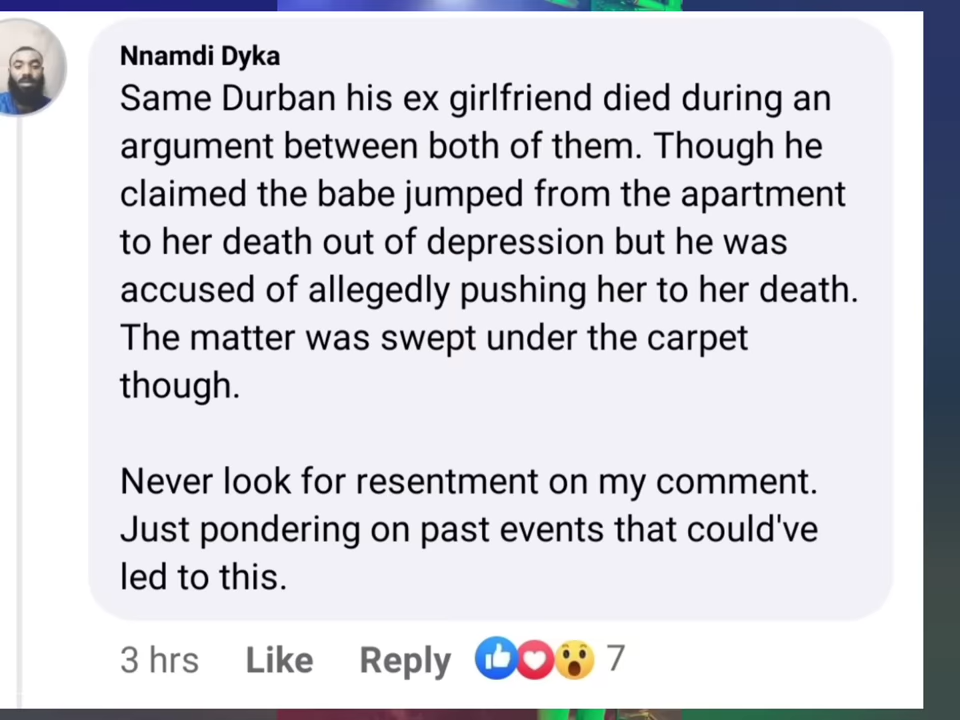 Nnamdi Dyka
Same Durban his ex girlfriend died during an
argument between both of them. Though he
claimed the babe jumped from the apartment
to her death out of depression but he was
accused of allegedly pushing her to her death.
The matter was swept under the carpet
though.
Never look for resentment on my comment.
Just pondering on past events that could've
led to this.
3 hrs Like Reply 7